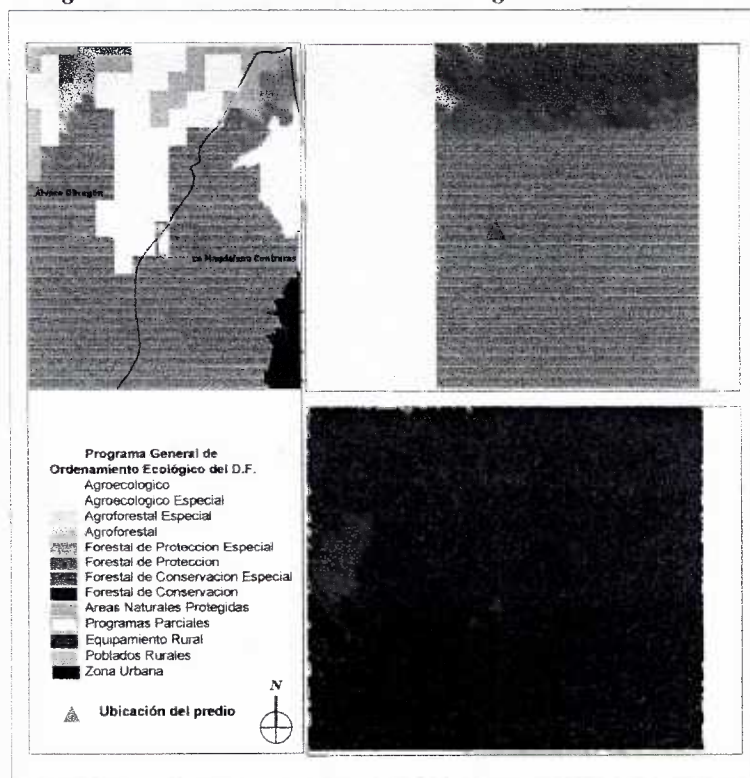 Álvaro Obregón
La Magdalena Contreras
Programa General de
Ordenamiento Ecológico del D.F.
Agroecologico
Agroecologico Especial
Agroforestal Especial
Agroforestal
Forestal de Proteccion Especial
Forestal de Proteccion
Forestal de Conservacion Especial
Forestal de Conservacion
Areas Naturales Protegidas
Programas Parciales
Equipamiento Rural
Poblados Rurales
Zona Urbana
N
Ubicación del predio